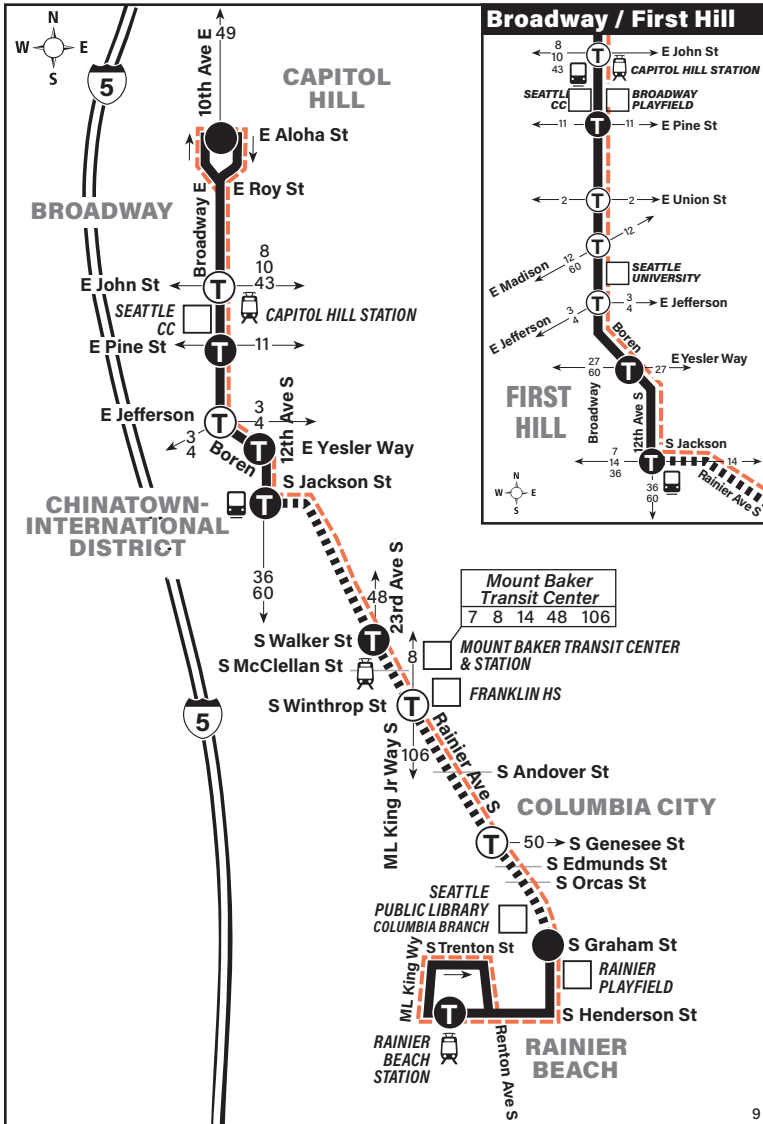 N
W
E
S
5
10th Ave E
49
CAPITOL
HILL
E Aloha St
E Roy St
BROADWAY
Broadway E
8
10
43
E John St
T
SEATTLE
CC
CAPITOL HILL STATION
E Pine St
T
11
E Jefferson
T
3
4
3
4
Boren
12th Ave S
T
E Yesler Way
S Jackson St
T
CHINATOWN-
INTERNATIONAL
DISTRICT
36
60
48
23rd Ave S
Mount Baker
Transit Center
7 8 14 48 106
S Walker St
T
8
MOUNT BAKER TRANSIT CENTER
& STATION
S McClellan St
FRANKLIN HS
S Winthrop St
T
5
ML King Jr Way S
106
Rainier Ave S
S Andover St
COLUMBIA CITY
T
50
S Genesee St
S Edmunds St
S Orcas St
SEATTLE
PUBLIC LIBRARY
COLUMBIA BRANCH
S Graham St
S Trenton St
ML King Wy
RAINIER
PLAYFIELD
T
S Henderson St
RAINIER
BEACH
STATION
Renton Ave S
RAINIER
BEACH
9
Broadway / First Hill
8
10
43
T
E John St
CAPITOL HILL STATION
SEATTLE
CC
BROADWAY
PLAYFIELD
11
T
11
E Pine St
2
T
2
E Union St
12
T
12
60
E Madison
SEATTLE
UNIVERSITY
T
3
4
E Jefferson
3
4
E Jefferson
Boren
27
60
T
27
E Yesler Way
FIRST
HILL
Broadway
12th Ave S
S Jackson
7
14
36
T
14
Rainier Ave S
36
60
N
W
E
S